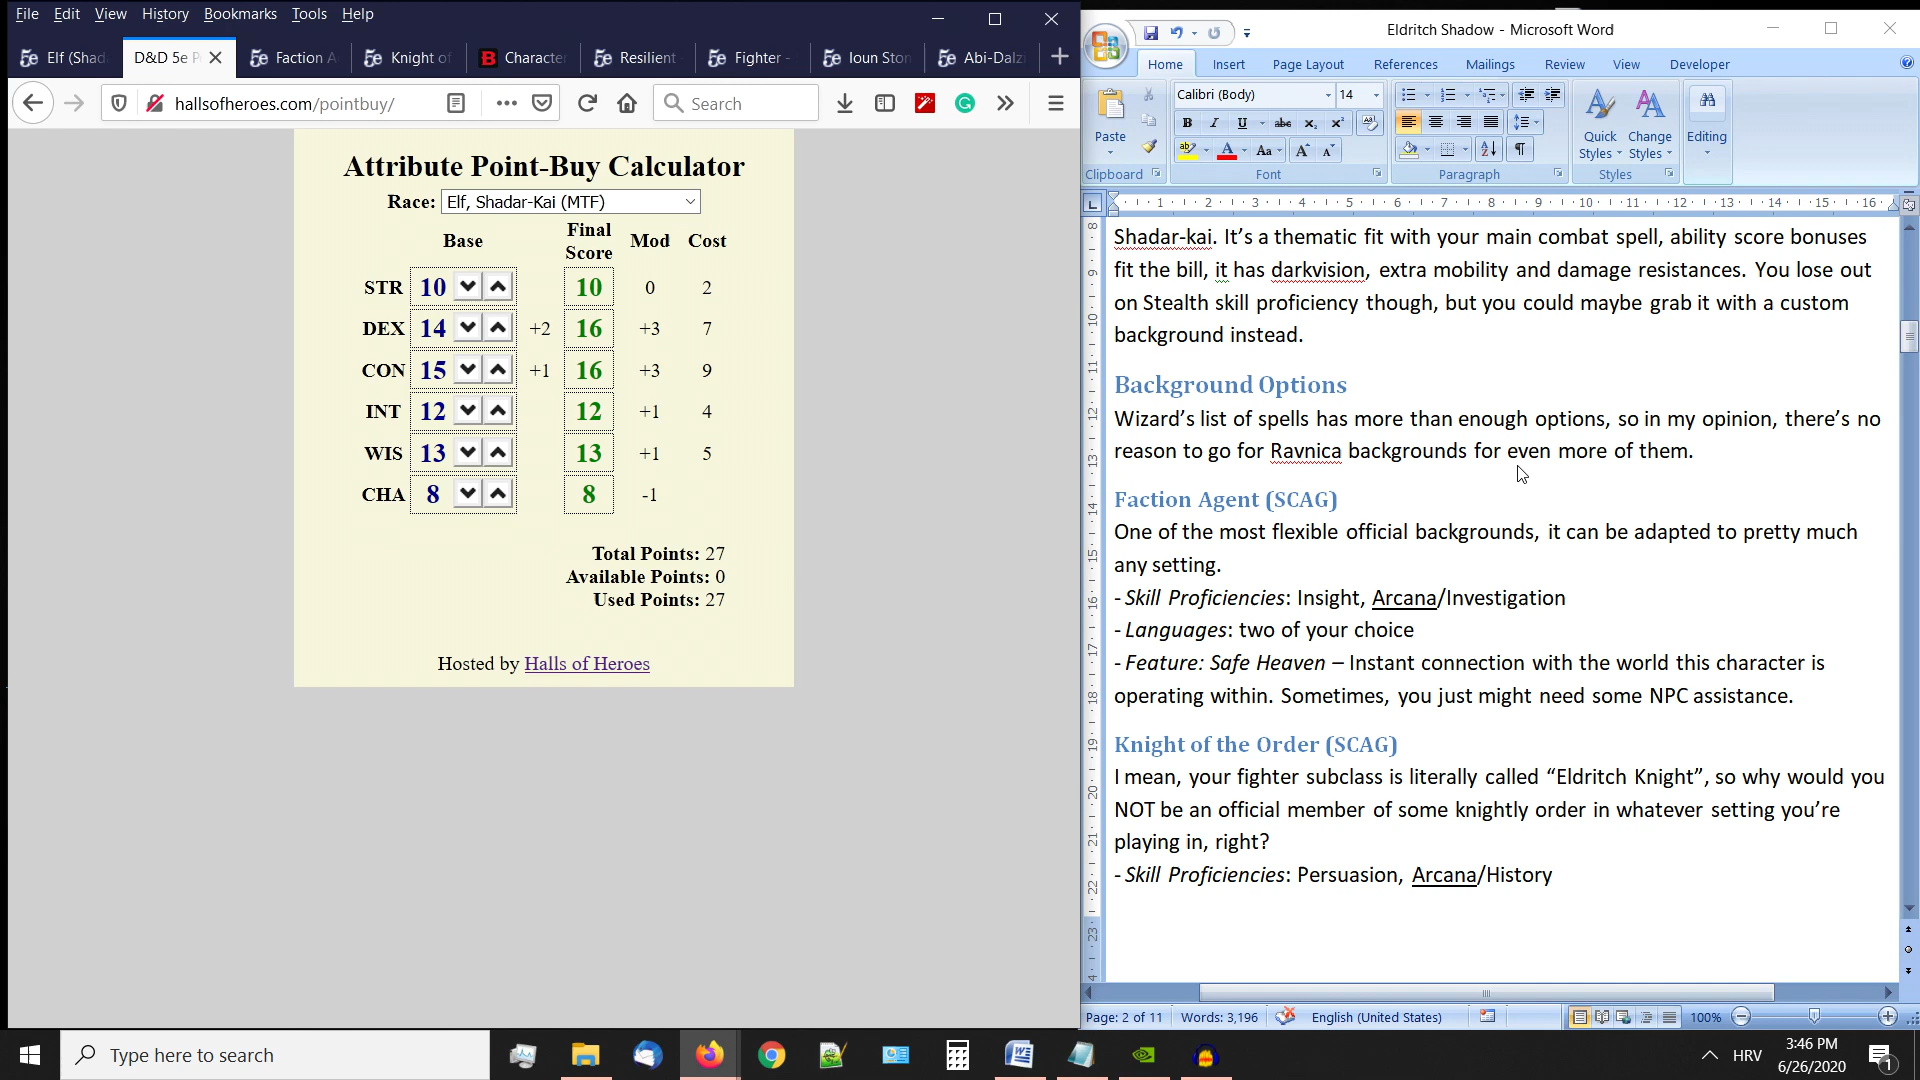 File Edit View History Bookmarks Tools Help
Elf (Shad
D&D 5e P
Faction A
Knight of
Character
Resilient
Fighter -
Ioun Ston
Abi-Dalzi
hallsofheroes.com/pointbuy/
Search
Attribute Point-Buy Calculator
Race: Elf, Shadar-Kai (MTF)
Base Final Score Mod Cost
STR 10 10 0 2
DEX 14 +2 16 +3 7
CON 15 +1 16 +3 9
INT 12 12 +1 4
WIS 13 13 +1 5
CHA 8 8 -1
Total Points: 27
Available Points: 0
Used Points: 27
Hosted by Halls of Heroes
Eldritch Shadow - Microsoft Word
Home Insert Page Layout References Mailings Review View Developer
Calibri (Body) 14
Paste
Quick Styles
Change Styles
Editing
Clipboard Font Paragraph Styles
Shadar-kai. It's a thematic fit with your main combat spell, ability score bonuses
fit the bill, it has darkvision, extra mobility and damage resistances. You lose out
on Stealth skill proficiency though, but you could maybe grab it with a custom
background instead.
Background Options
Wizard's list of spells has more than enough options, so in my opinion, there's no
reason to go for Ravnica backgrounds for even more of them.
Faction Agent (SCAG)
One of the most flexible official backgrounds, it can be adapted to pretty much
any setting.
- Skill Proficiencies: Insight, Arcana/Investigation
- Languages: two of your choice
- Feature: Safe Heaven – Instant connection with the world this character is
operating within. Sometimes, you just might need some NPC assistance.
Knight of the Order (SCAG)
I mean, your fighter subclass is literally called “Eldritch Knight”, so why would you
NOT be an official member of some knightly order in whatever setting you're
playing in, right?
- Skill Proficiencies: Persuasion, Arcana/History
Page: 2 of 11 Words: 3,196 English (United States) 100%
Type here to search
HRV
3:46 PM
6/26/2020
1